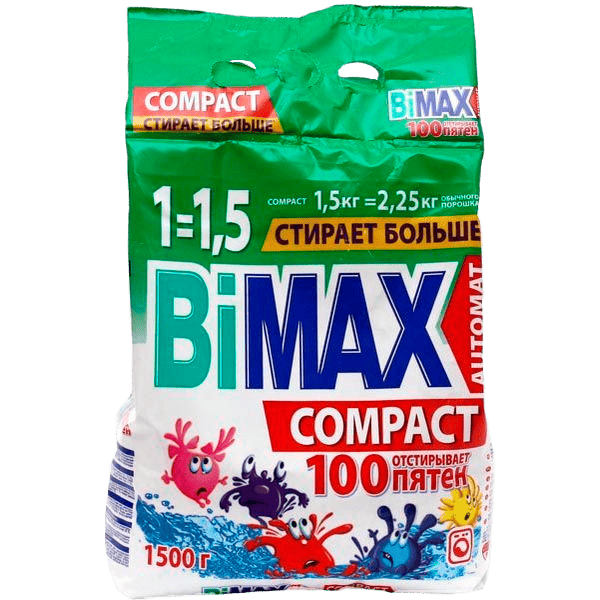 COMPACT
СТИРАЕТ БОЛЬШЕ
BiMAX
100 ОТСТИРЫВАЕТ ПЯТЕН
1=1,5
COMPACT 1,5КГ=2,25КГ ОБЫЧНОГО ПОРОШКА
СТИРАЕТ БОЛЬШЕ
BiMAX
AUTOMAT
COMPACT
100 ОТСТИРЫВАЕТ ПЯТЕН
1500 г